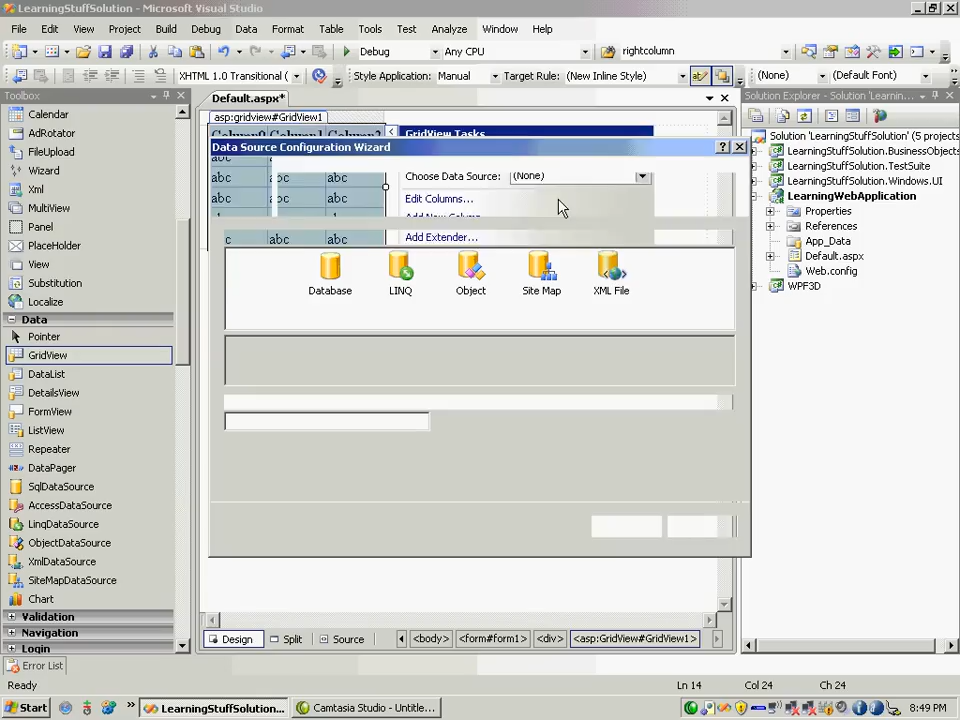 LearningStuffSolution - Microsoft Visual Studio
File Edit View Project Build Debug Data Format Table Tools Test Analyze Window Help
Debug Any CPU rightcolumn
XHTML 1.0 Transitional ( Style Application: Manual Target Rule: (New Inline Style) (None) (Default Font)
Toolbox
Calendar
AdRotator
FileUpload
Wizard
Xml
MultiView
Panel
PlaceHolder
View
Substitution
Localize
Data
Pointer
GridView
DataList
DetailsView
FormView
ListView
Repeater
DataPager
SqlDataSource
AccessDataSource
LinqDataSource
ObjectDataSource
XmlDataSource
SiteMapDataSource
Chart
Validation
Navigation
Login
Error List
Default.aspx*
asp:gridview#GridView1
Column0 Column1 Column2
GridView Tasks
Data Source Configuration Wizard
abc abc
abc abc abc
Choose Data Source: (None)
abc abc abc
Edit Columns...
Add New Column
c abc abc
Add Extender...
Database LINQ Object Site Map XML File
Design Split Source <body> <form#form1> <div> <asp:GridView#GridView1>
Solution Explorer - Solution 'Learnin...
Solution 'LearningStuffSolution' (5 projects)
LearningStuffSolution.BusinessObjects
LearningStuffSolution.TestSuite
LearningStuffSolution.Windows.UI
LearningWebApplication
Properties
References
App_Data
Default.aspx
Web.config
WPF3D
Ready Ln 14 Col 24 Ch 24
Start LearningStuffSolution... Camtasia Studio - Untitle... 8:49 PM